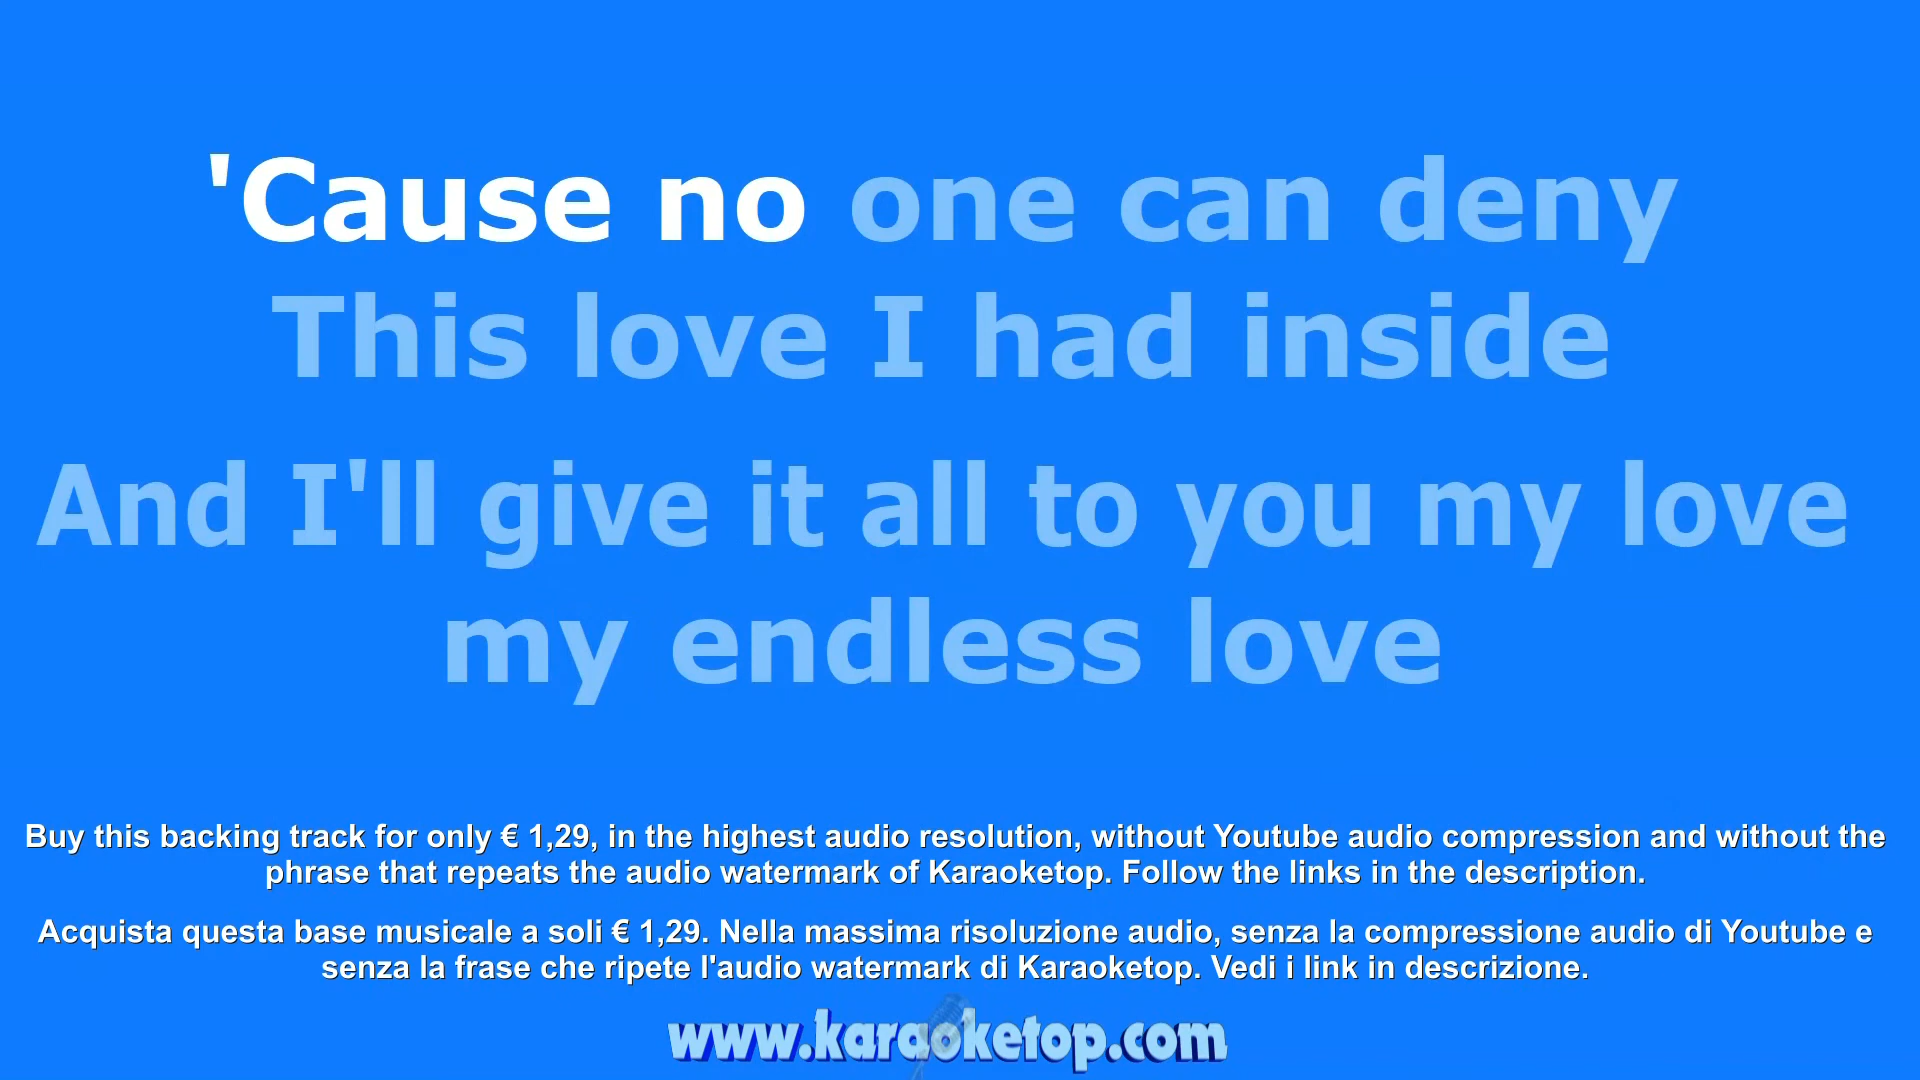 'Cause no one can deny
This love I had inside
And I'll give it all to you my love
my endless love
Buy this backing track for only € 1,29, in the highest audio resolution, without Youtube audio compression and without the
phrase that repeats the audio watermark of Karaoketop. Follow the links in the description.
Acquista questa base musicale a soli € 1,29. Nella massima risoluzione audio, senza la compressione audio di Youtube e
senza la frase che ripete l'audio watermark di Karaoketop. Vedi i link in descrizione.
www.karaoketop.com